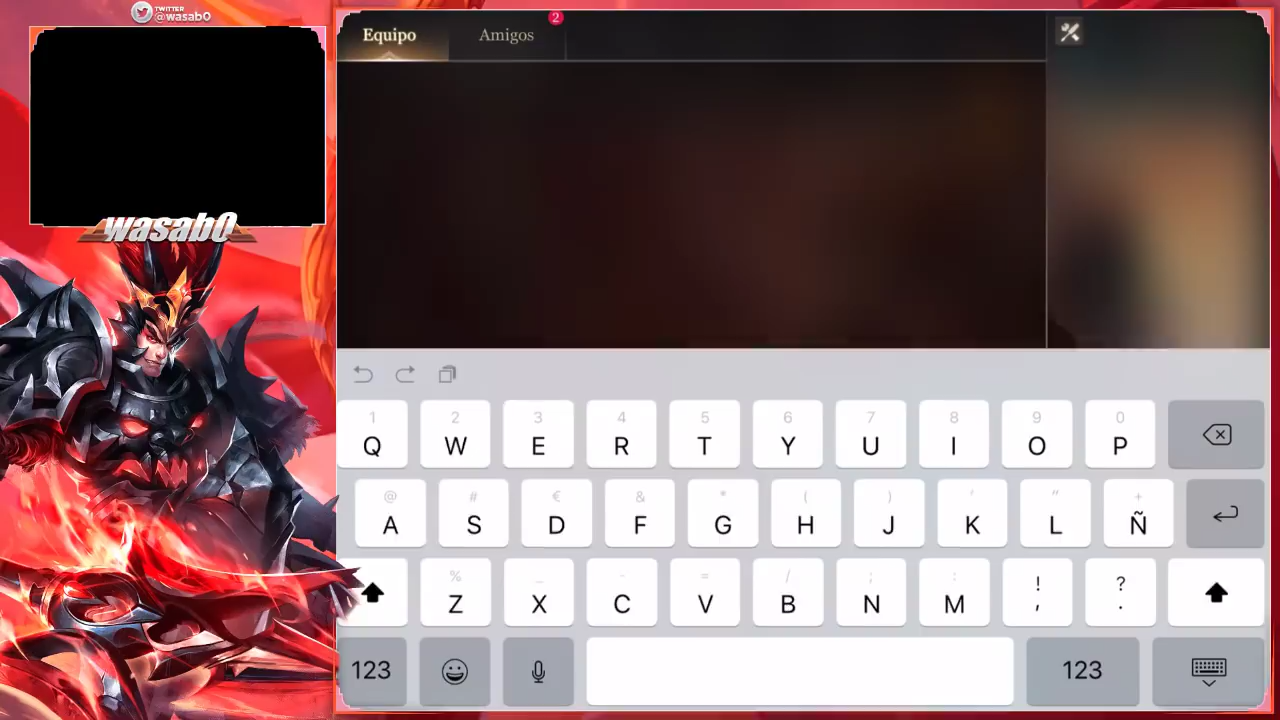 TWITTER
@wasab0
wasab0
Equipo
Amigos
2
1 2 3 4 5 6 7 8 9 0
Q W E R T Y U I O P
@ # € & * ( ) ' " +
A S D F G H J K L Ñ
% _ - = / ; : ! ?
Z X C V B N M , .
123
123